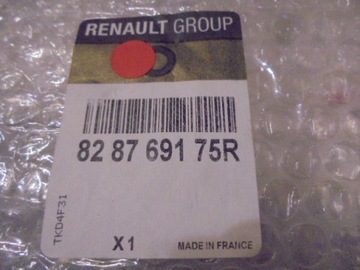 RENAULT GROUP
82 87 691 75R
TKD4F31
X1
MADE IN FRANCE